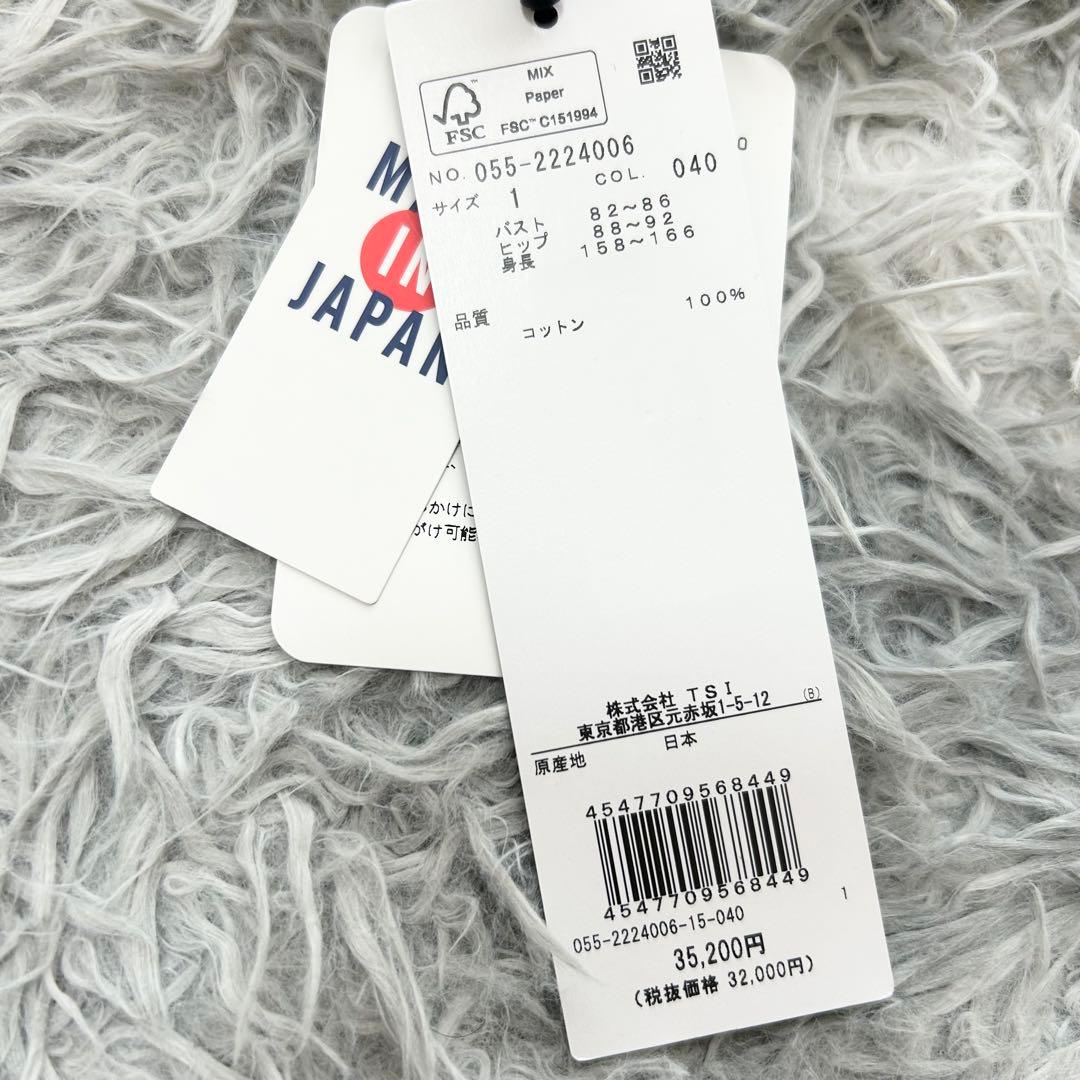 FSC™
MIX
Paper
FSC™ C151994
NO. 055-2224006
COL. 040
サイズ 1
バスト 82～86
ヒップ 88～92
身長 158～166
品質
コットン 100%
株式会社 TSI
東京都港区元赤坂1-5-12 (B)
原産地 日本
4547709568449
4547709568449
055-2224006-15-040 1
35,200円
(税抜価格 32,000円)
IN
JAPAN
かけに
がけ可能